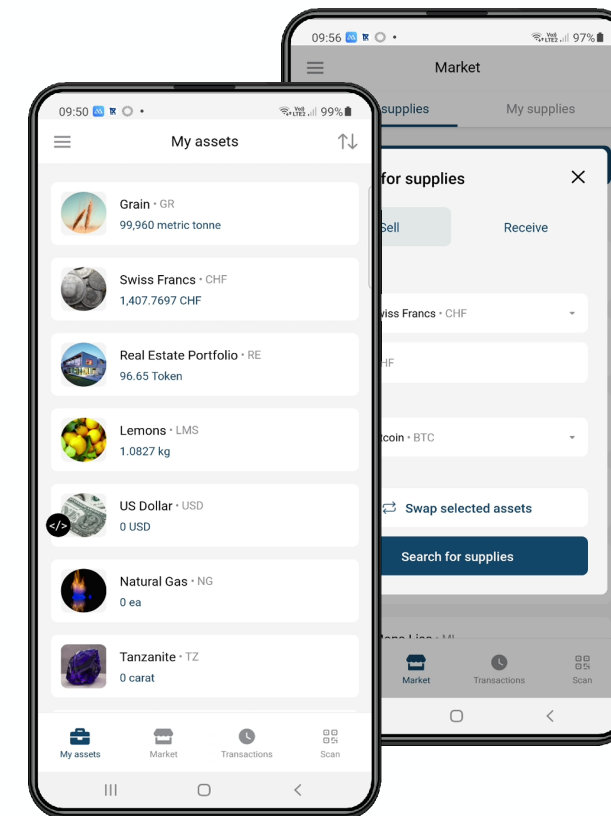 09:56
97%
Market
supplies
My supplies
for supplies
Sell
Receive
Swiss Francs • CHF
CHF
Bitcoin • BTC
Swap selected assets
Search for supplies
Market
Transactions
Scan
09:50
99%
My assets
Grain • GR
99,960 metric tonne
Swiss Francs • CHF
1,407.7697 CHF
Real Estate Portfolio • RE
96.65 Token
Lemons • LMS
1.0827 kg
US Dollar • USD
0 USD
</>
Natural Gas • NG
0 ea
Tanzanite • TZ
0 carat
My assets
Market
Transactions
Scan